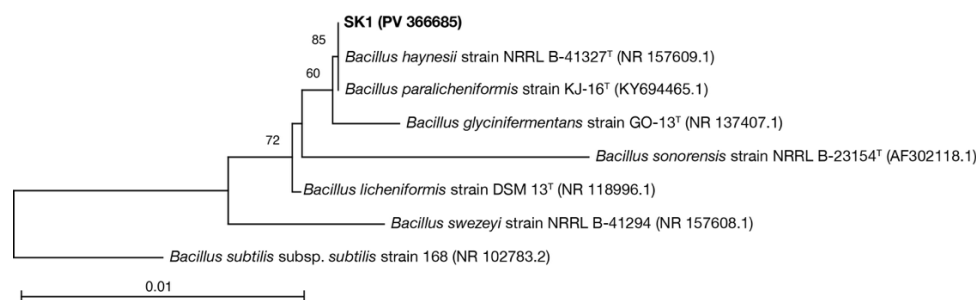 SK1 (PV 366685)
85
Bacillus haynesii strain NRRL B-41327ᵀ (NR 157609.1)
60
Bacillus paralicheniformis strain KJ-16ᵀ (KY694465.1)
Bacillus glycinifermentans strain GO-13ᵀ (NR 137407.1)
72
Bacillus sonorensis strain NRRL B-23154ᵀ (AF302118.1)
Bacillus licheniformis strain DSM 13ᵀ (NR 118996.1)
Bacillus swezeyi strain NRRL B-41294 (NR 157608.1)
Bacillus subtilis subsp. subtilis strain 168 (NR 102783.2)
0.01